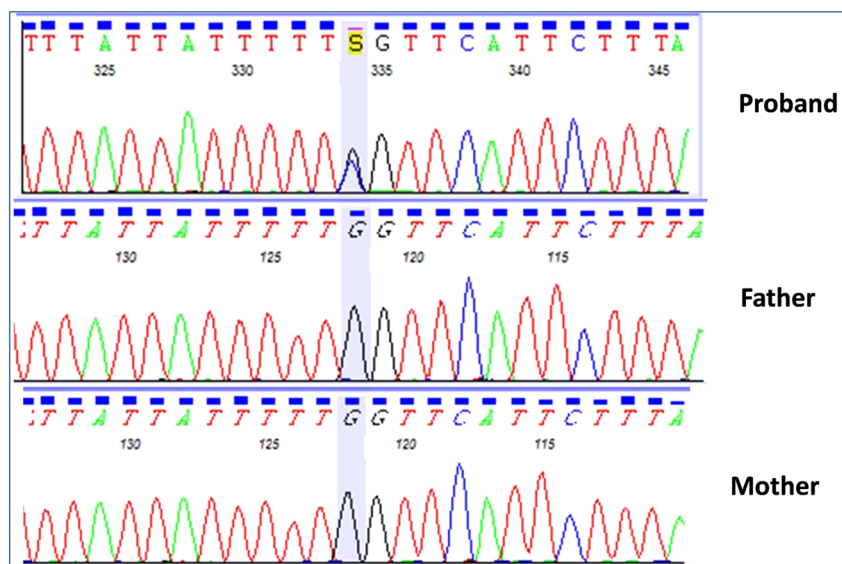 T T T A T T A T T T T T S G T T C A T T C T T T A
325 330 335 340 345
Proband
T T A T T A T T T T T G G T T C A T T C T T T A
130 125 120 115
Father
T T A T T A T T T T T G G T T C A T T C T T T A
130 125 120 115
Mother